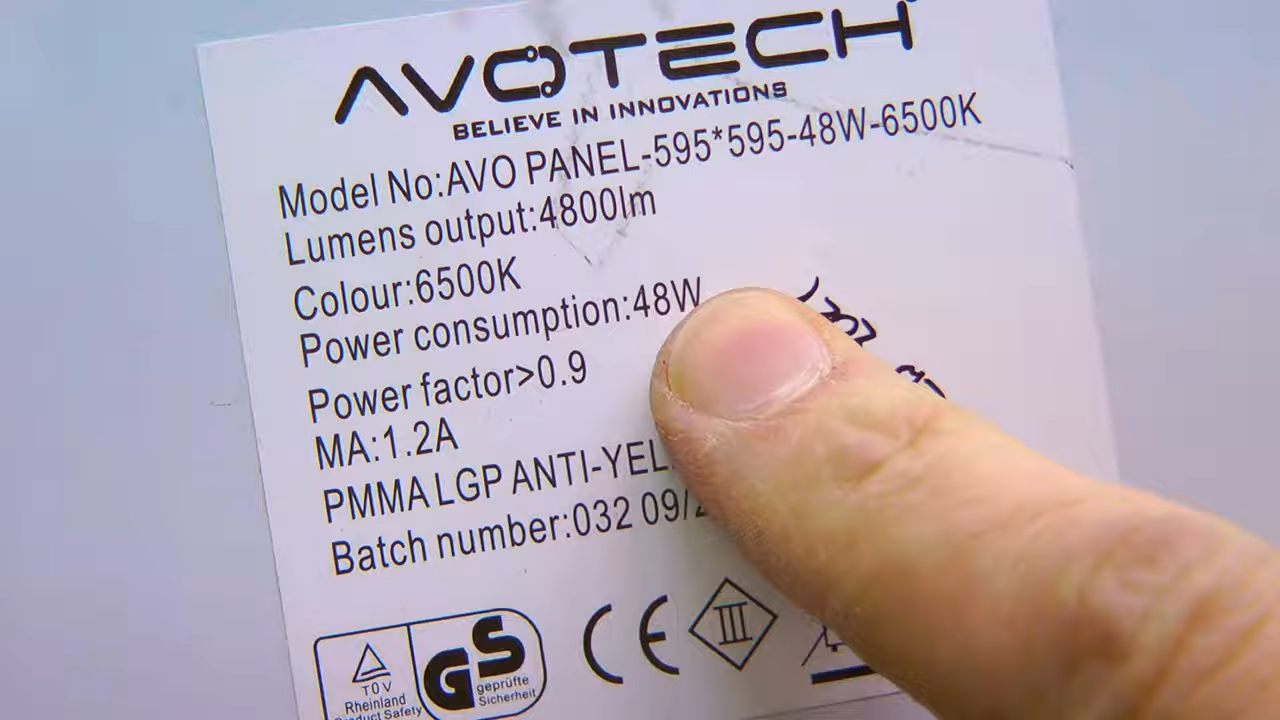 AVOTECH
BELIEVE IN INNOVATIONS
Model No:AVO PANEL-595*595-48W-6500K
Lumens output:4800lm
Colour:6500K
Power consumption:48W
Power factor>0.9
MA:1.2A
PMMA LGP ANTI-YEL
Batch number:032 09/
TÜV
Rheinland
Product Safety
GS
geprüfte
Sicherheit
CE
III